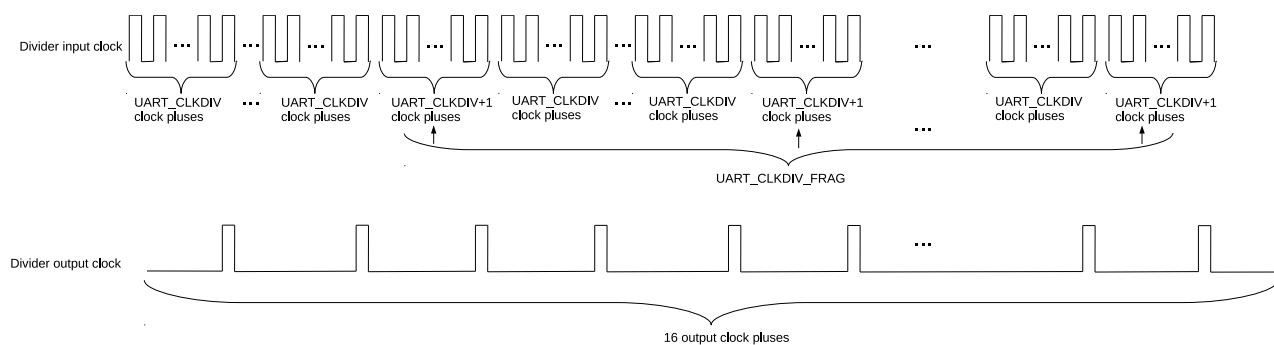 Divider input clock
... ... ... ... ... ... ... ... ... ... ...
UART_CLKDIV
clock pluses
...
UART_CLKDIV
clock pluses
UART_CLKDIV+1
clock pluses
UART_CLKDIV
clock pluses
...
UART_CLKDIV
clock pluses
UART_CLKDIV+1
clock pluses
...
UART_CLKDIV
clock pluses
UART_CLKDIV+1
clock pluses
UART_CLKDIV_FRAG
...
Divider output clock
16 output clock pluses